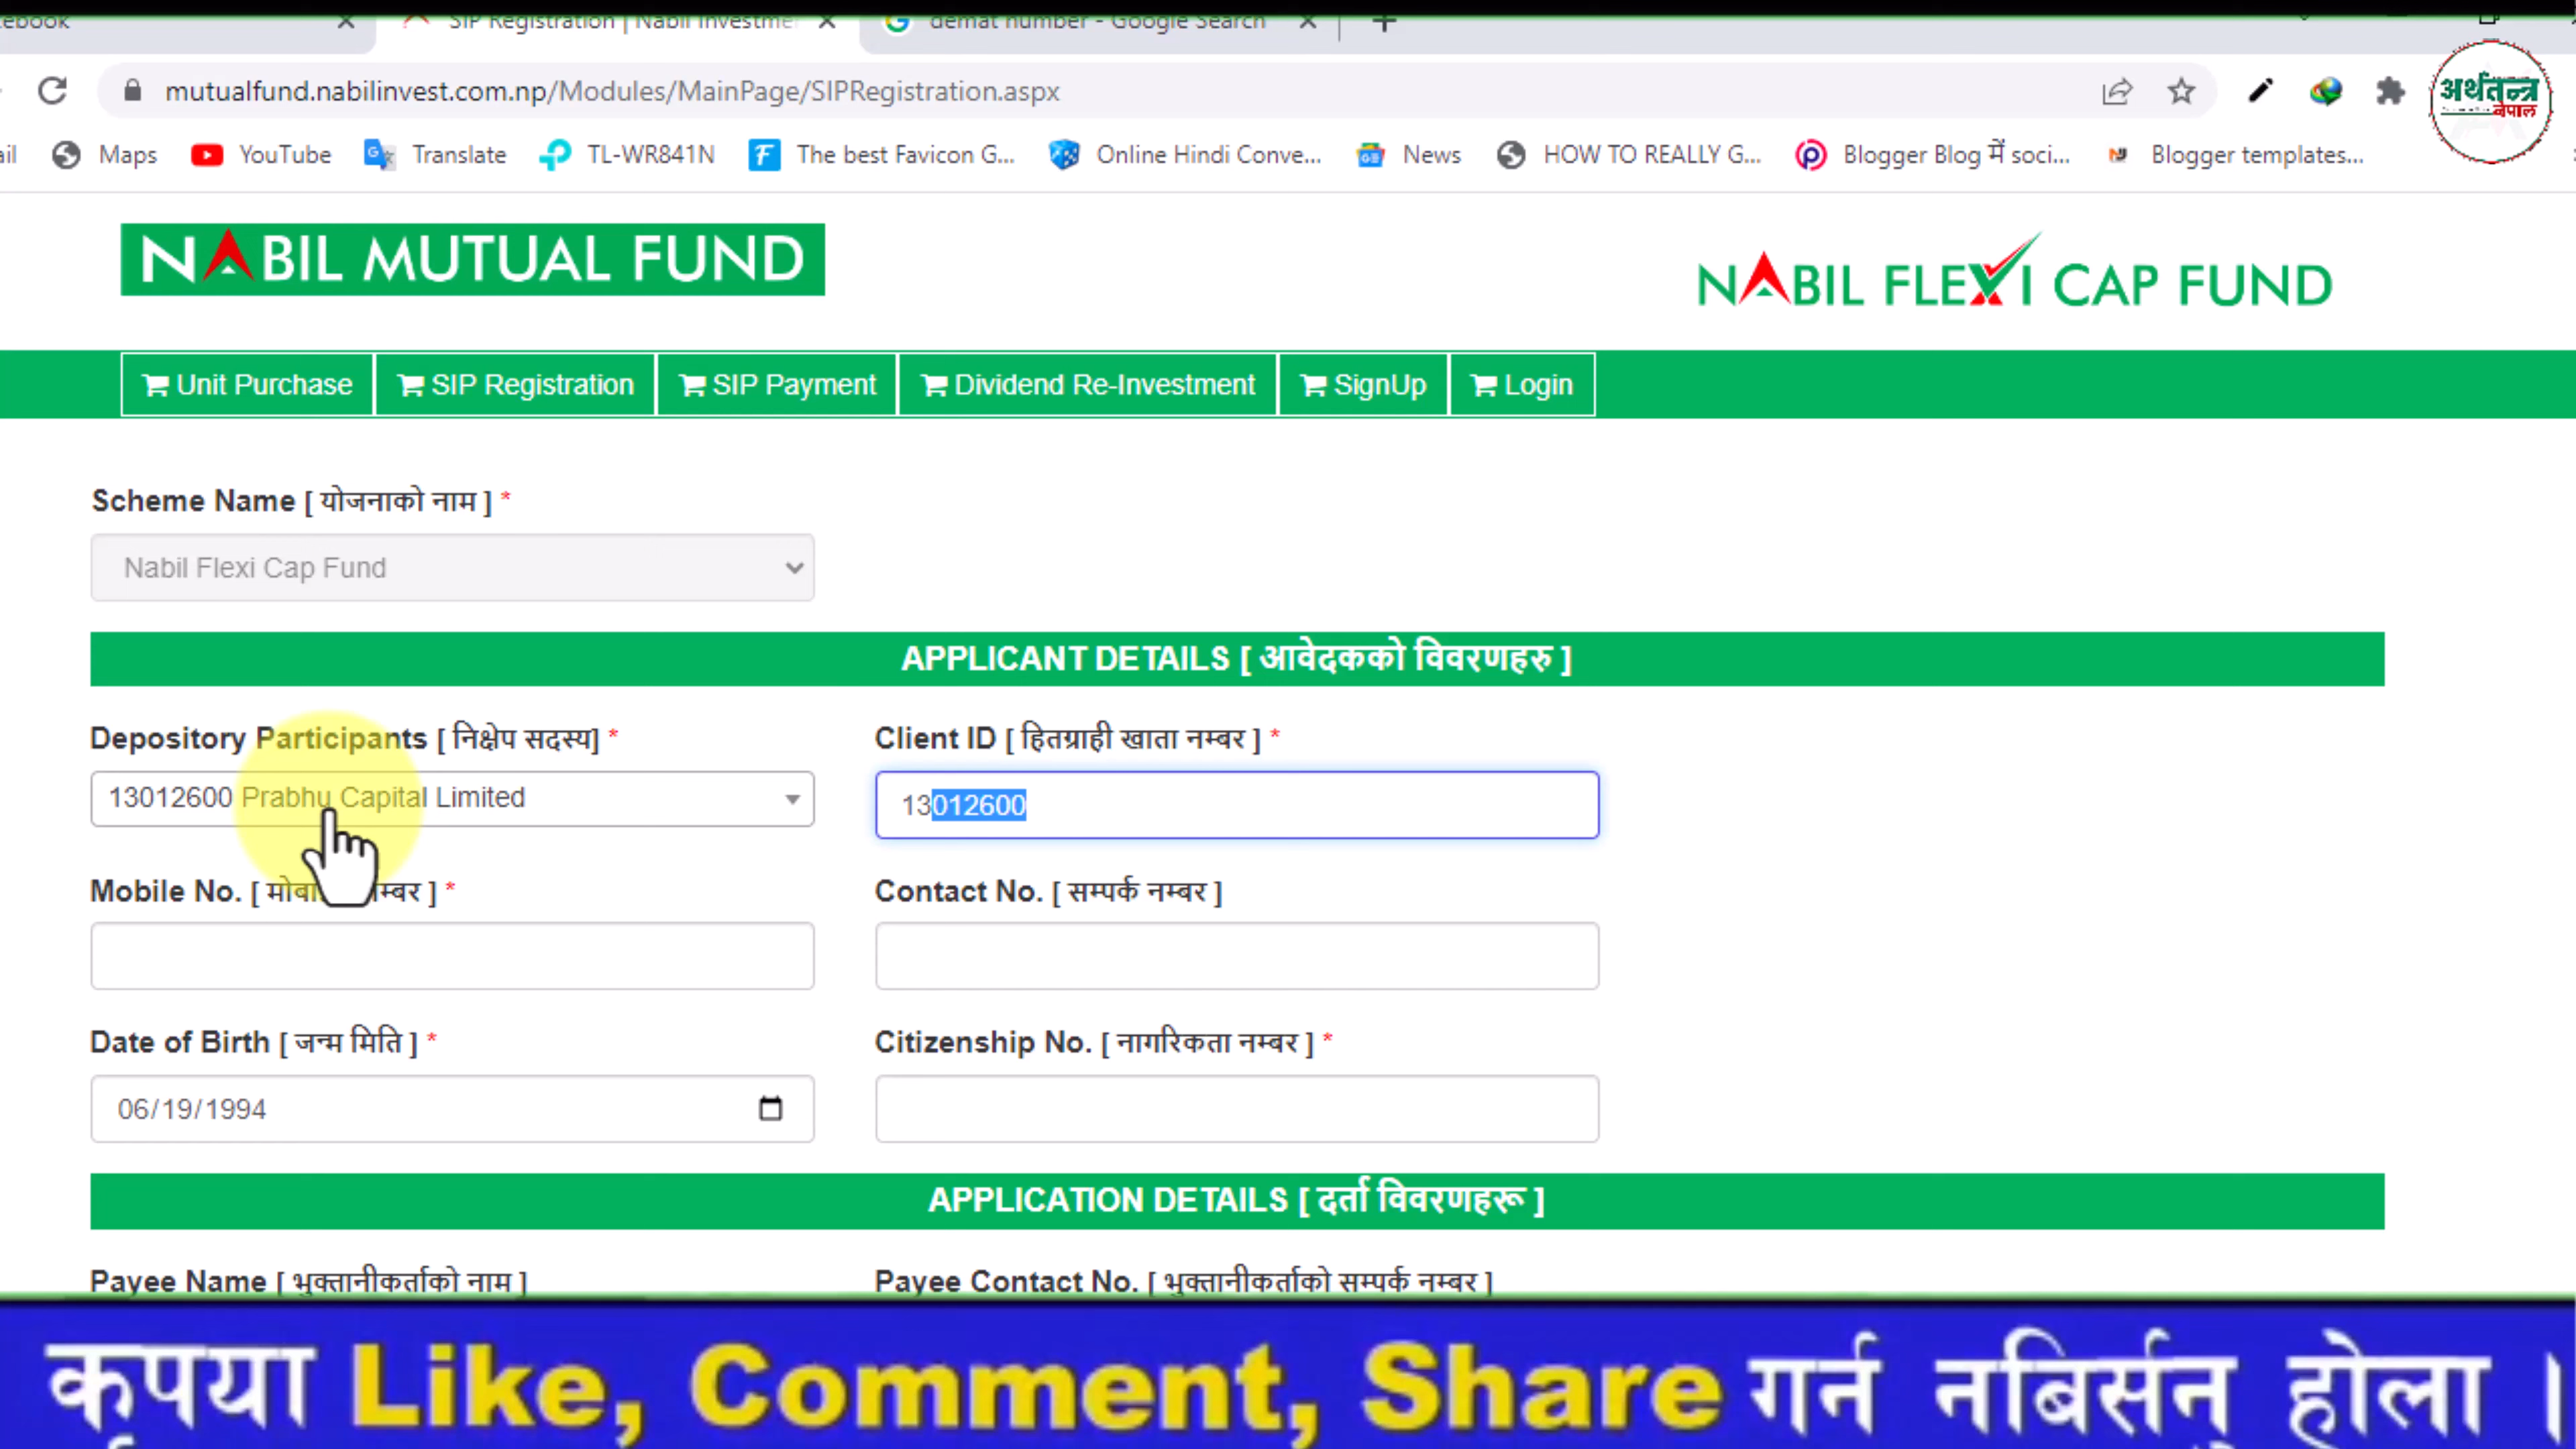 ebook SIP Registration | Nabil Investme demat number - Google Search
mutualfund.nabilinvest.com.np/Modules/MainPage/SIPRegistration.aspx
अर्थतन्त्र
नेपाल
il Maps YouTube Translate TL-WR841N The best Favicon G... Online Hindi Conve... News HOW TO REALLY G... Blogger Blog में soci... Blogger templates...
NABIL MUTUAL FUND
NABIL FLEXI CAP FUND
Unit Purchase SIP Registration SIP Payment Dividend Re-Investment SignUp Login
Scheme Name [ योजनाको नाम ] *
Nabil Flexi Cap Fund
APPLICANT DETAILS [ आवेदकको विवरणहरु ]
Depository Participants [ निक्षेप सदस्य] * Client ID [ हितग्राही खाता नम्बर ] *
13012600 Prabhu Capital Limited 13012600
Mobile No. [ मोबा म्बर ] * Contact No. [ सम्पर्क नम्बर ]
Date of Birth [ जन्म मिति ] * Citizenship No. [ नागरिकता नम्बर ] *
06/19/1994
APPLICATION DETAILS [ दर्ता विवरणहरू ]
Payee Name [ भुक्तानीकर्ताको नाम ] Payee Contact No. [ भुक्तानीकर्ताको सम्पर्क नम्बर ]
कृपया Like, Comment, Share गर्न नबिर्सनु होला ।